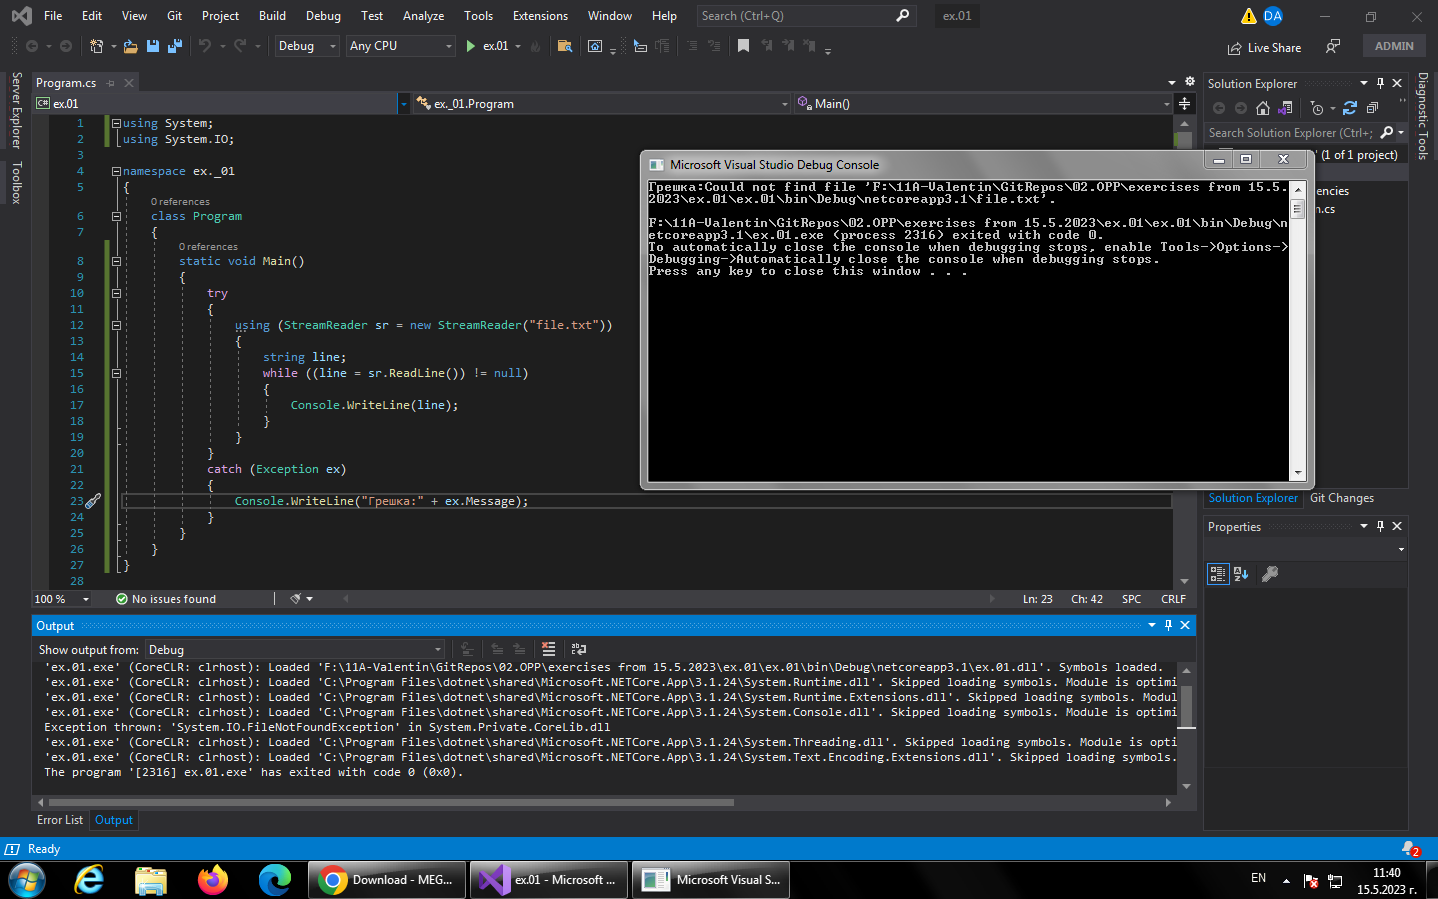 File Edit View Git Project Build Debug Test Analyze Tools Extensions Window Help Search (Ctrl+Q) ex.01 DA
Debug Any CPU ex.01 Live Share ADMIN
Server Explorer
Toolbox
Program.cs
ex.01 ex._01.Program Main()
1 using System;
2 using System.IO;
3
4 namespace ex._01
5 {
0 references
6 class Program
7 {
0 references
8 static void Main()
9 {
10 try
11 {
12 using (StreamReader sr = new StreamReader("file.txt"))
13 {
14 string line;
15 while ((line = sr.ReadLine()) != null)
16 {
17 Console.WriteLine(line);
18 }
19 }
20 }
21 catch (Exception ex)
22 {
23 Console.WriteLine("Грешка:" + ex.Message);
24 }
25 }
26 }
27 }
28
100 % No issues found Ln: 23 Ch: 42 SPC CRLF
Microsoft Visual Studio Debug Console
Грешка:Could not find file 'F:\11A-Valentin\GitRepos\02.OPP\exercises from 15.5.
2023\ex.01\ex.01\bin\Debug\netcoreapp3.1\file.txt'.
F:\11A-Valentin\GitRepos\02.OPP\exercises from 15.5.2023\ex.01\ex.01\bin\Debug\n
etcoreapp3.1\ex.01.exe (process 2316) exited with code 0.
To automatically close the console when debugging stops, enable Tools->Options->
Debugging->Automatically close the console when debugging stops.
Press any key to close this window . . .
Solution Explorer
Search Solution Explorer (Ctrl+;
' (1 of 1 project)
encies
m.cs
Solution Explorer Git Changes
Properties
Diagnostic Tools
Output
Show output from: Debug
'ex.01.exe' (CoreCLR: clrhost): Loaded 'F:\11A-Valentin\GitRepos\02.OPP\exercises from 15.5.2023\ex.01\ex.01\bin\Debug\netcoreapp3.1\ex.01.dll'. Symbols loaded.
'ex.01.exe' (CoreCLR: clrhost): Loaded 'C:\Program Files\dotnet\shared\Microsoft.NETCore.App\3.1.24\System.Runtime.dll'. Skipped loading symbols. Module is optimi
'ex.01.exe' (CoreCLR: clrhost): Loaded 'C:\Program Files\dotnet\shared\Microsoft.NETCore.App\3.1.24\System.Runtime.Extensions.dll'. Skipped loading symbols. Modul
'ex.01.exe' (CoreCLR: clrhost): Loaded 'C:\Program Files\dotnet\shared\Microsoft.NETCore.App\3.1.24\System.Console.dll'. Skipped loading symbols. Module is optimi
Exception thrown: 'System.IO.FileNotFoundException' in System.Private.CoreLib.dll
'ex.01.exe' (CoreCLR: clrhost): Loaded 'C:\Program Files\dotnet\shared\Microsoft.NETCore.App\3.1.24\System.Threading.dll'. Skipped loading symbols. Module is opti
'ex.01.exe' (CoreCLR: clrhost): Loaded 'C:\Program Files\dotnet\shared\Microsoft.NETCore.App\3.1.24\System.Text.Encoding.Extensions.dll'. Skipped loading symbols.
The program '[2316] ex.01.exe' has exited with code 0 (0x0).
Error List Output
Ready 2
Download - MEG... ex.01 - Microsoft ... Microsoft Visual S... EN 11:40
15.5.2023 г.